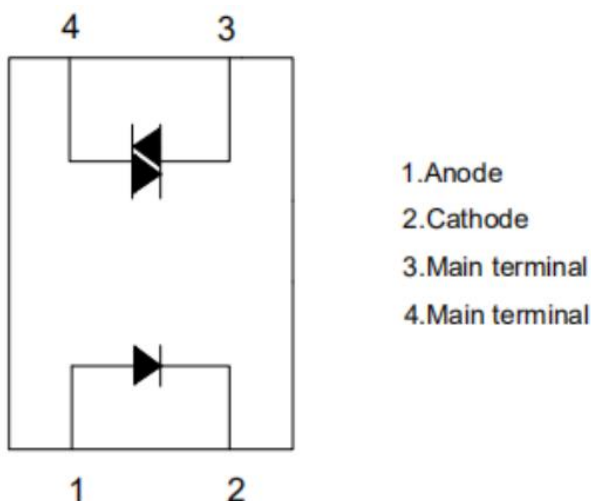 4 3
1.Anode
2.Cathode
3.Main terminal
4.Main terminal
1 2